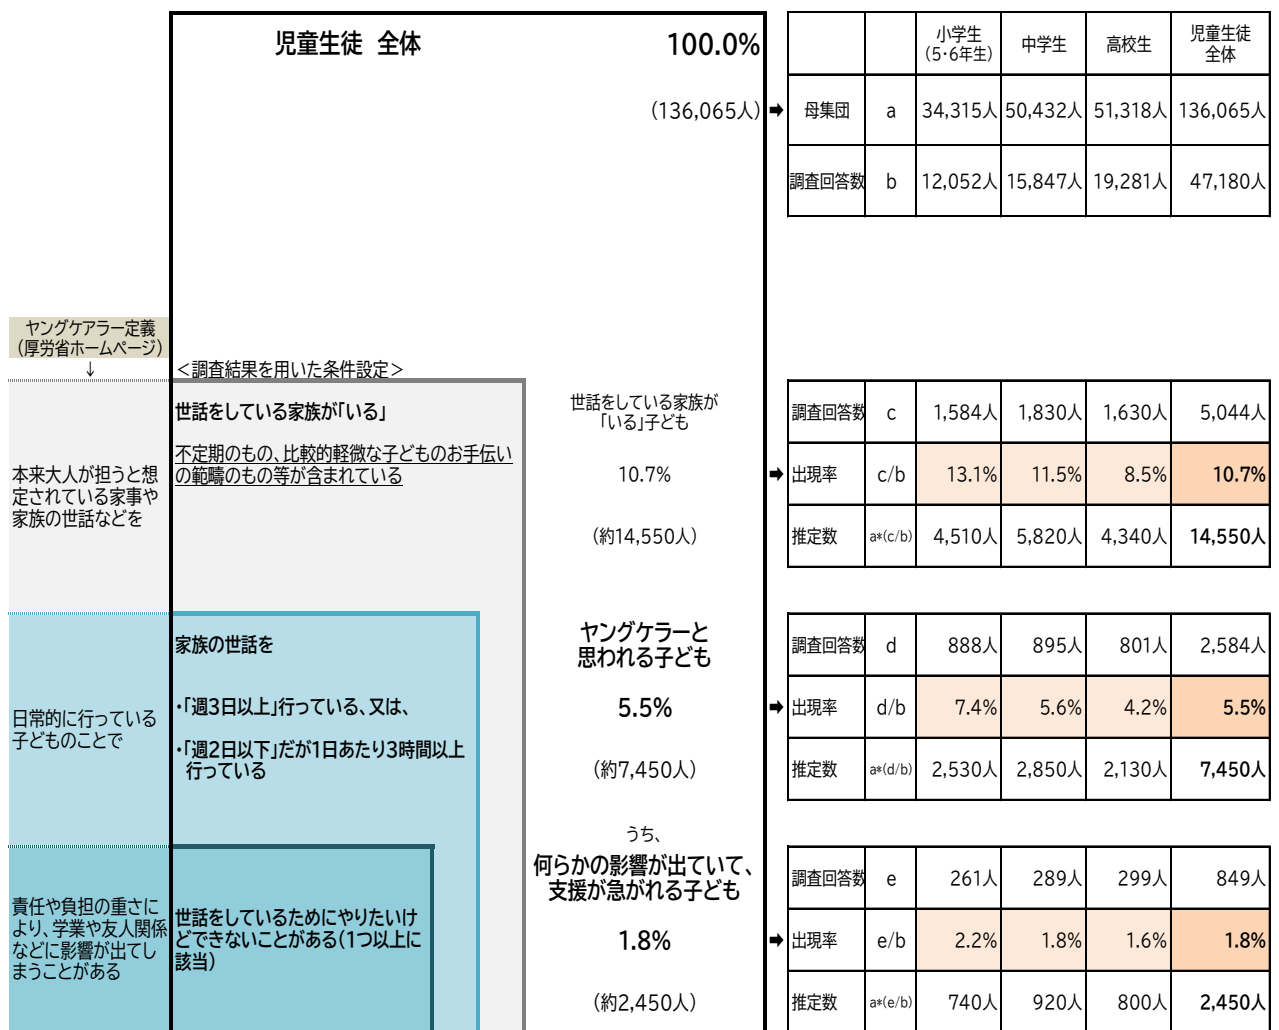 児童生徒 全体 100.0%
(136,065人) ➡
小学生
(5・6年生) 中学生 高校生 児童生徒
全体
母集団 a 34,315人 50,432人 51,318人 136,065人
調査回答数 b 12,052人 15,847人 19,281人 47,180人
ヤングケアラー定義
(厚労省ホームページ)
↓
<調査結果を用いた条件設定>
本来大人が担うと想
定されている家事や
家族の世話などを
世話をしている家族が「いる」
不定期のもの、比較的軽微な子どものお手伝い
の範疇のもの等が含まれている
世話をしている家族が
「いる」子ども
10.7% ➡
(約14,550人)
調査回答数 c 1,584人 1,830人 1,630人 5,044人
出現率 c/b 13.1% 11.5% 8.5% 10.7%
推定数 a*(c/b) 4,510人 5,820人 4,340人 14,550人
日常的に行っている
子どものことで
家族の世話を
・「週3日以上」行っている、又は、
・「週2日以下」だが1日あたり3時間以上
行っている
ヤングケラーと
思われる子ども
5.5% ➡
(約7,450人)
調査回答数 d 888人 895人 801人 2,584人
出現率 d/b 7.4% 5.6% 4.2% 5.5%
推定数 a*(d/b) 2,530人 2,850人 2,130人 7,450人
責任や負担の重さに
より、学業や友人関係
などに影響が出てし
まうことがある
世話をしているためにやりたいけ
どできないことがある(1つ以上に
該当)
うち、
何らかの影響が出ていて、
支援が急がれる子ども
1.8% ➡
(約2,450人)
調査回答数 e 261人 289人 299人 849人
出現率 e/b 2.2% 1.8% 1.6% 1.8%
推定数 a*(e/b) 740人 920人 800人 2,450人